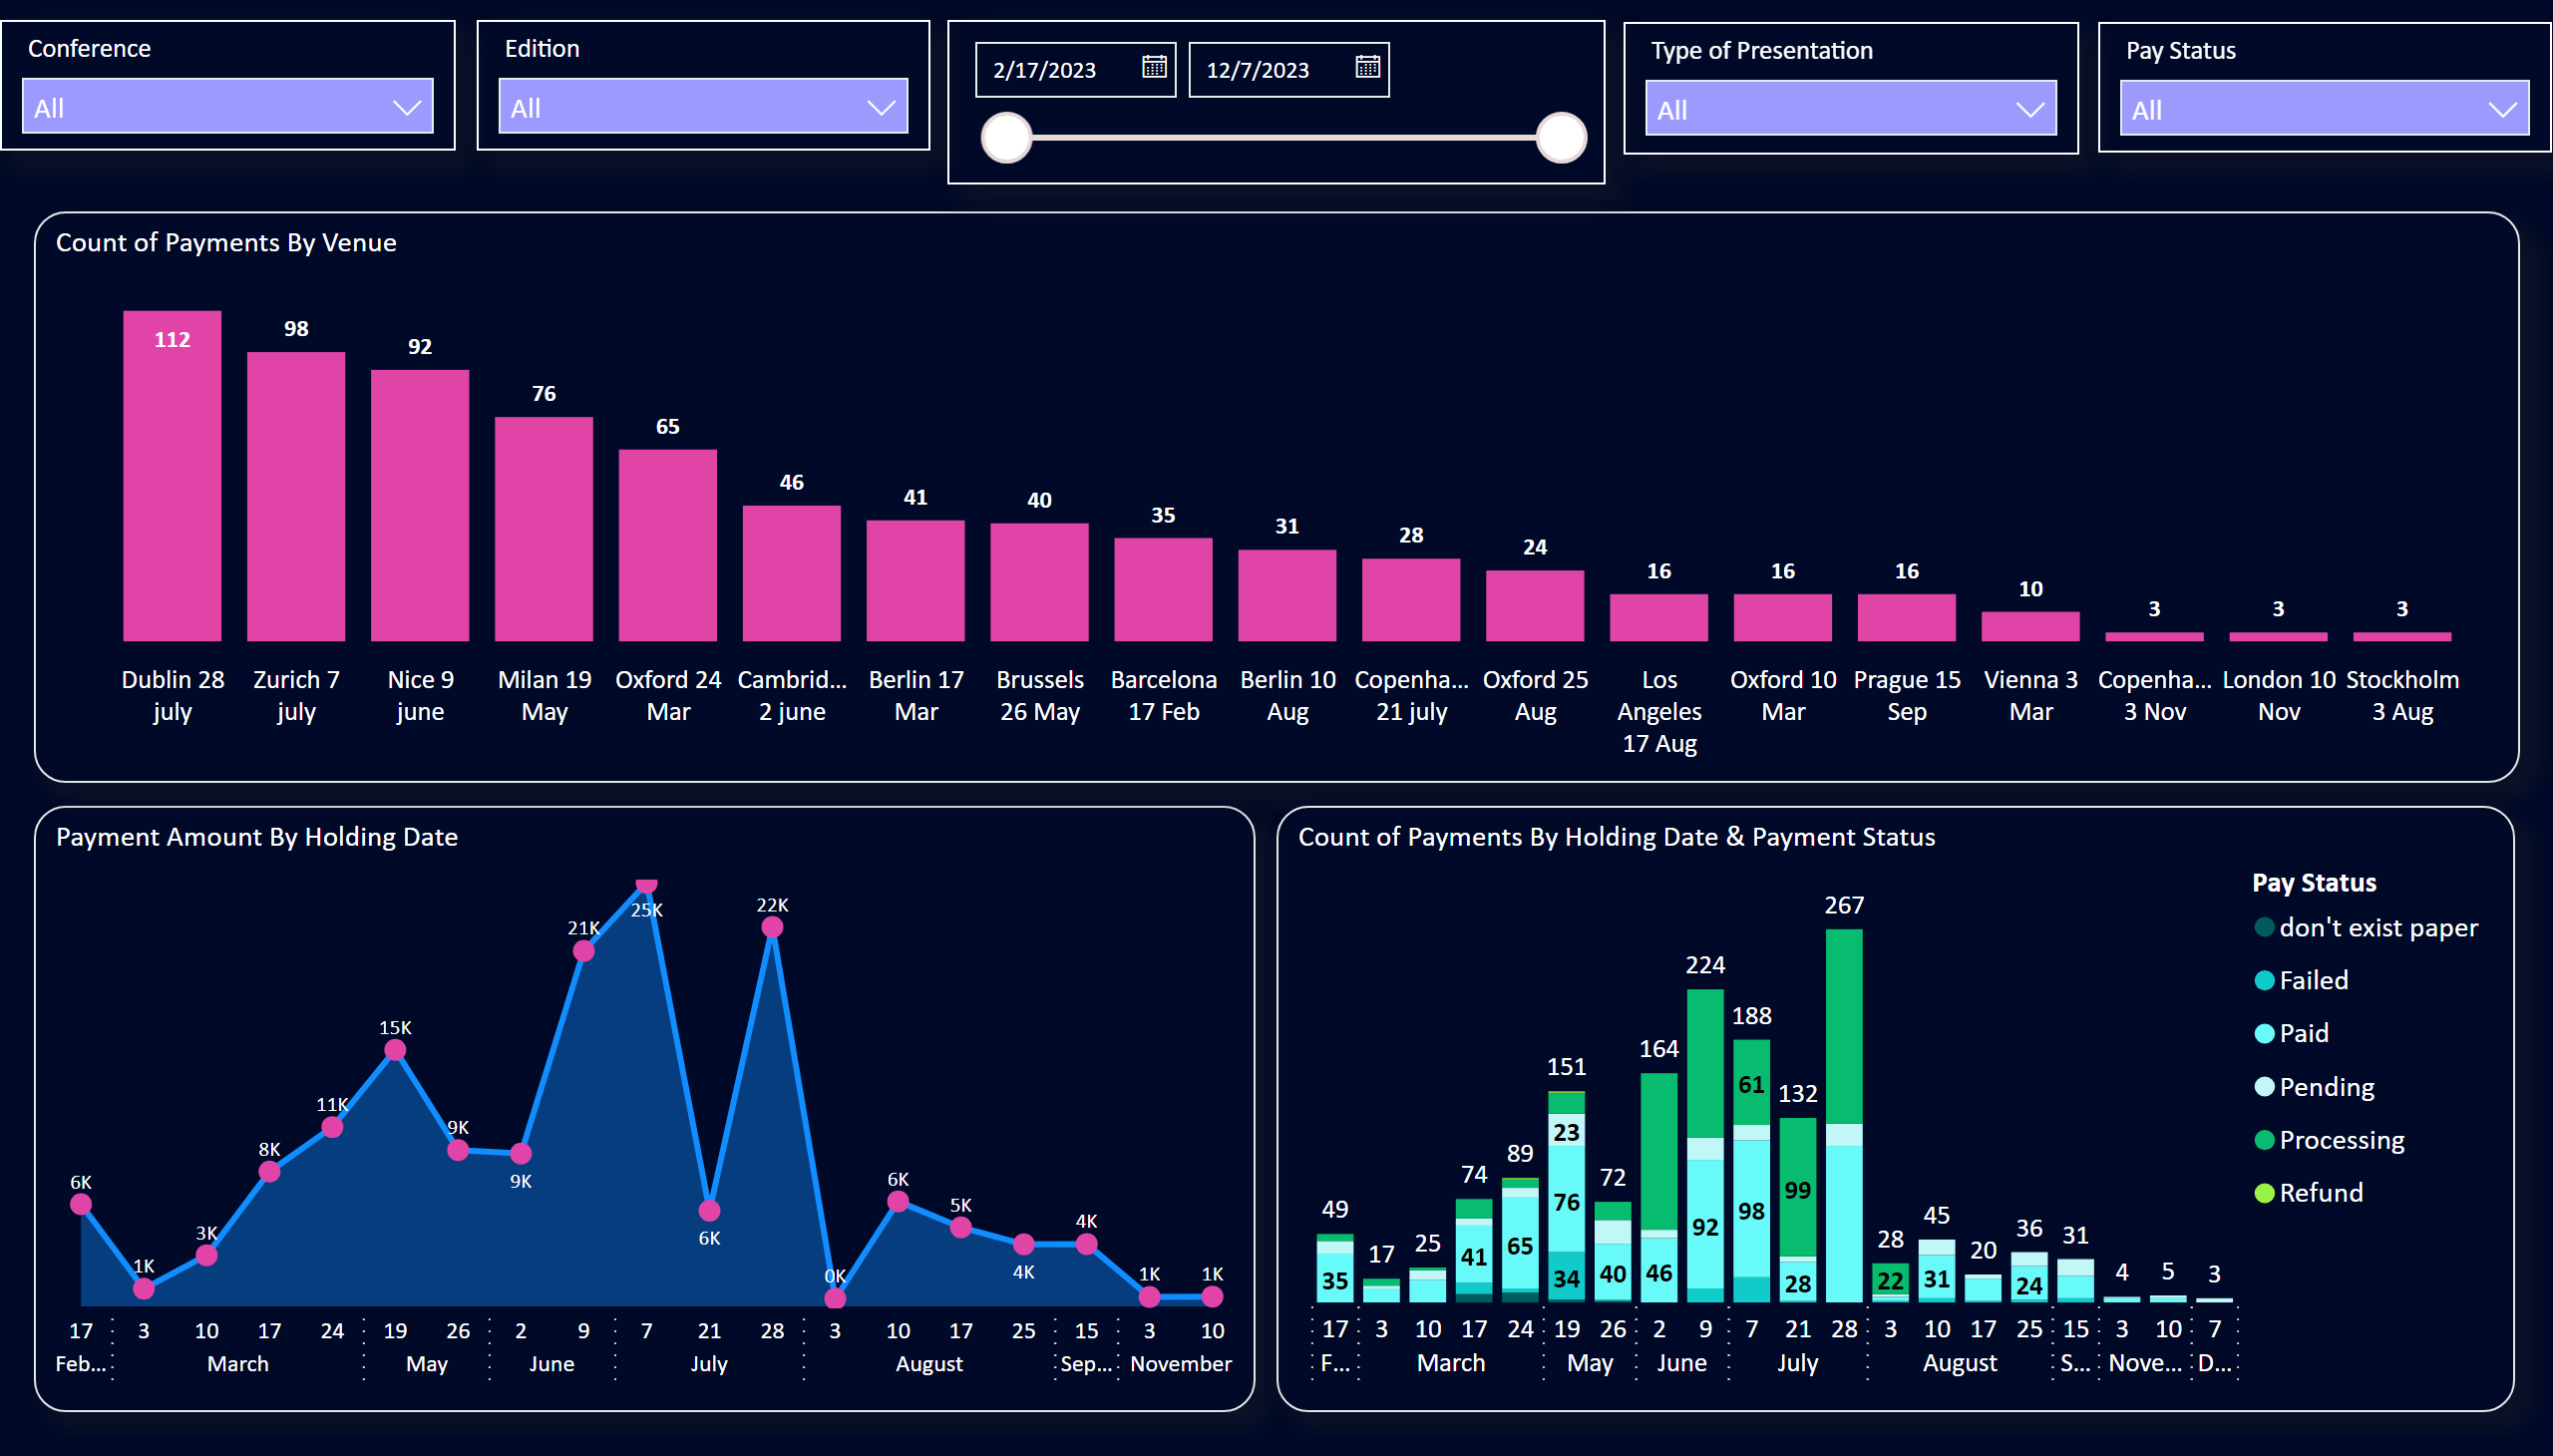 Conference
All
Edition
All
2/17/2023
12/7/2023
Type of Presentation
All
Pay Status
All
Count of Payments By Venue
112
98
92
76
65
46
41
40
35
31
28
24
16
16
16
10
3
3
3
Dublin 28
july
Zurich 7
july
Nice 9
june
Milan 19
May
Oxford 24
Mar
Cambrid...
2 june
Berlin 17
Mar
Brussels
26 May
Barcelona
17 Feb
Berlin 10
Aug
Copenha...
21 july
Oxford 25
Aug
Los
Angeles
17 Aug
Oxford 10
Mar
Prague 15
Sep
Vienna 3
Mar
Copenha...
3 Nov
London 10
Nov
Stockholm
3 Aug
Payment Amount By Holding Date
6K
1K
3K
8K
11K
15K
9K
9K
21K
25K
6K
22K
0K
6K
5K
4K
4K
1K
1K
17 3 10 17 24 19 26 2 9 7 21 28 3 10 17 25 15 3 10
Feb... March May June July August Sep... November
Count of Payments By Holding Date & Payment Status
49
35
17
25
74
41
89
65
151
23
76
34
72
40
164
46
224
92
188
61
98
132
99
28
267
28
22
45
31
20
36
24
31
4
5
3
17 3 10 17 24 19 26 2 9 7 21 28 3 10 17 25 15 3 10 7
F... March May June July August S... Nove... D...
Pay Status
don't exist paper
Failed
Paid
Pending
Processing
Refund